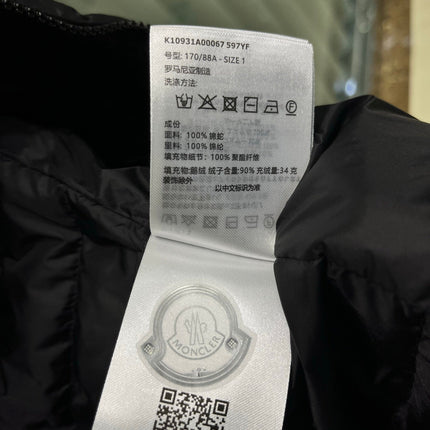 K10931A00067 597YF
号型: 170/88A - SIZE 1
罗马尼亚制造
洗涤方法:
成份
面料: 100% 锦纶
里料: 100% 锦纶
填充物细节: 100% 聚酯纤维
填充物: 鹅绒 绒子含量:90% 充绒量: 34 克
装饰除外
以中文标识为准
MONCLER